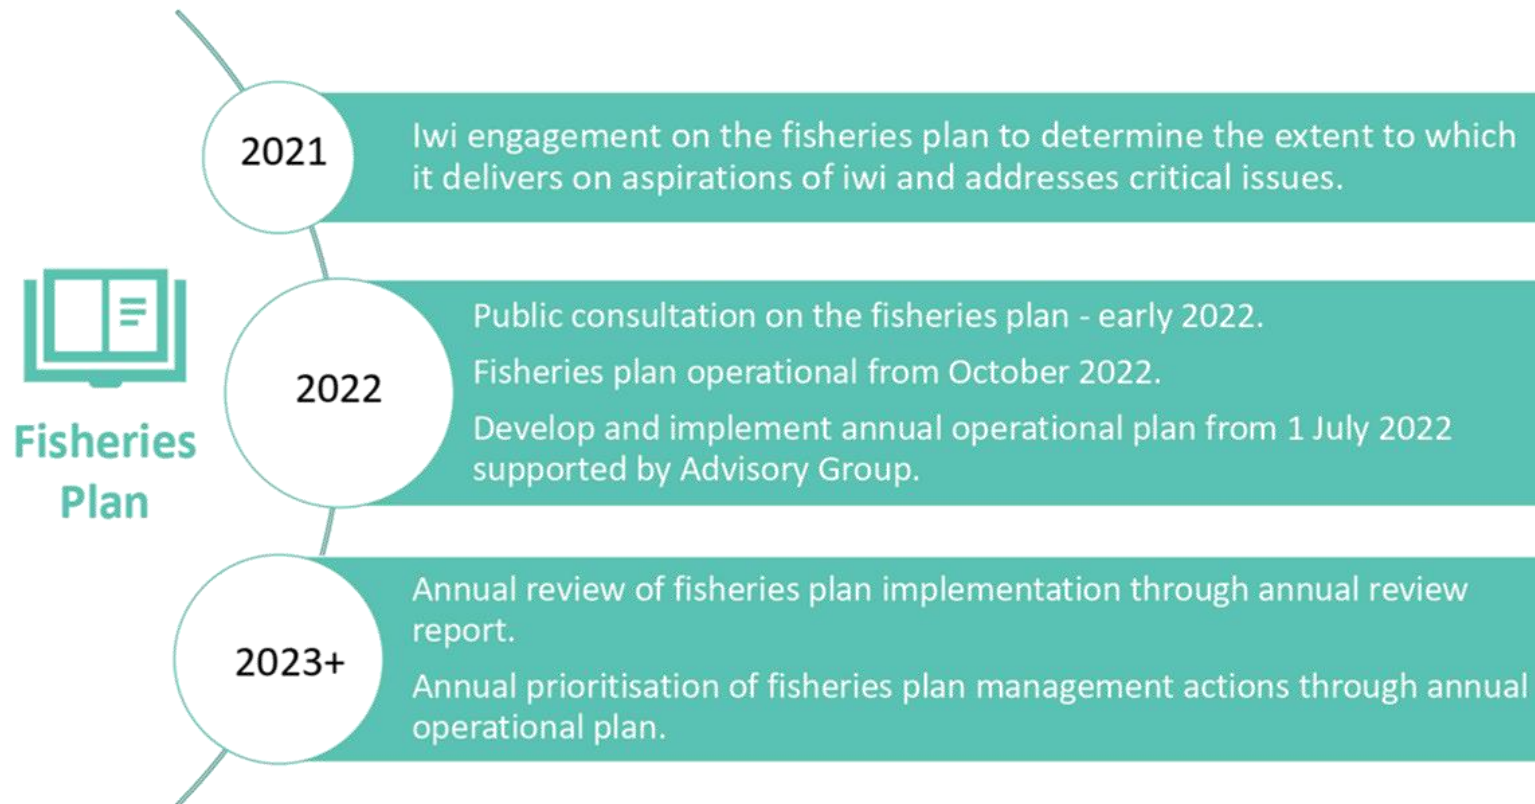 2021
Iwi engagement on the fisheries plan to determine the extent to which
it delivers on aspirations of iwi and addresses critical issues.
Fisheries
Plan
2022
Public consultation on the fisheries plan - early 2022.
Fisheries plan operational from October 2022.
Develop and implement annual operational plan from 1 July 2022
supported by Advisory Group.
2023+
Annual review of fisheries plan implementation through annual review
report.
Annual prioritisation of fisheries plan management actions through annual
operational plan.